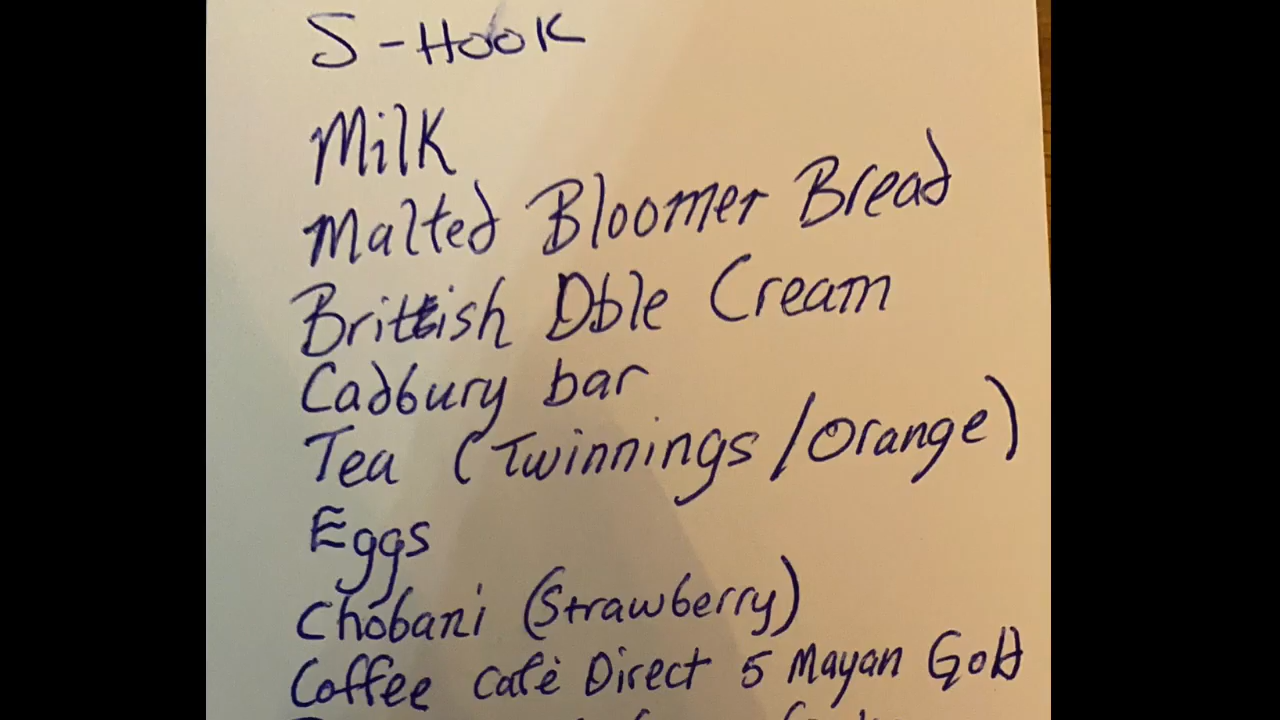 S-Hook
Milk
Malted Bloomer Bread
Brittish Dble Cream
Cadbury bar
Tea (Twinnings/Orange)
Eggs
Chobani (Strawberry)
Coffee Cafè Direct 5 Mayan Gold